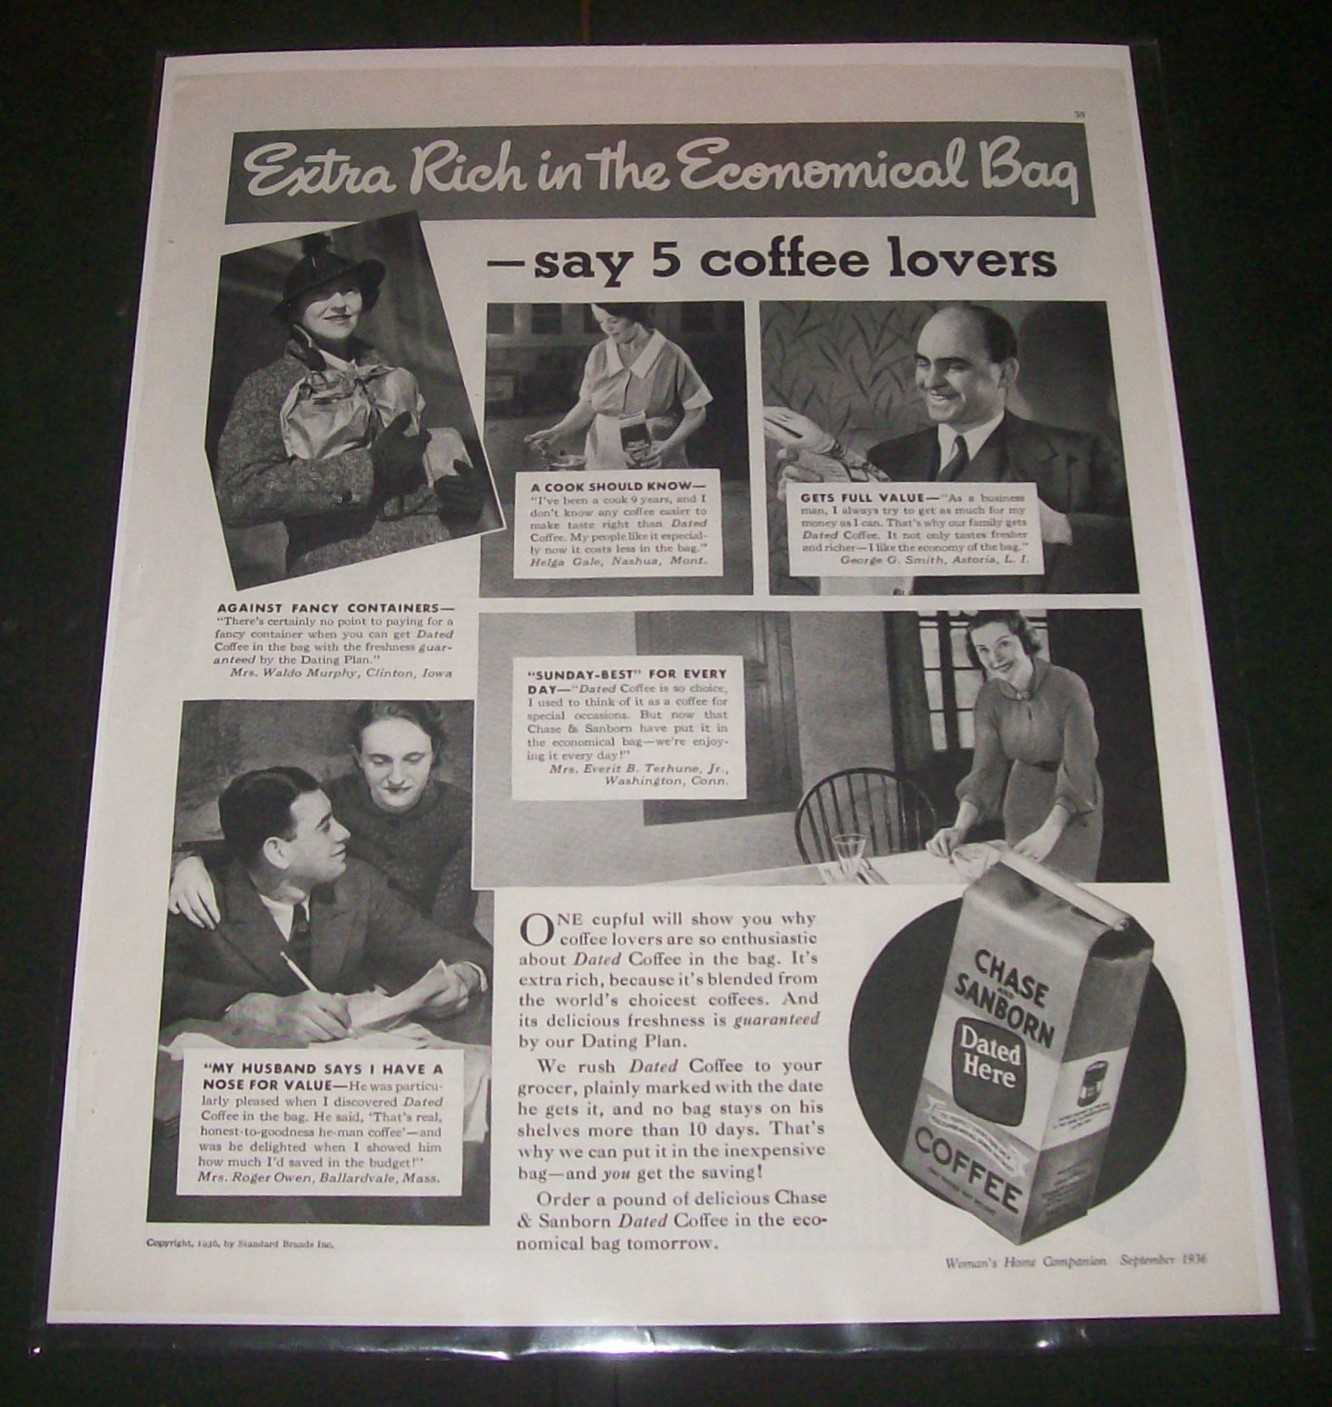 35
Extra Rich in the Economical Bag
—say 5 coffee lovers
AGAINST FANCY CONTAINERS—
"There's certainly no point to paying for a
fancy container when you can get Dated
Coffee in the bag with the freshness guar-
anteed by the Dating Plan."
Mrs. Waldo Murphy, Clinton, Iowa
A COOK SHOULD KNOW—
"I've been a cook 9 years, and I
don't know any coffee easier to
make taste right than Dated
Coffee. My people like it especial-
ly now it costs less in the bag."
Helga Gale, Nashua, Mont.
GETS FULL VALUE—"As a business
man, I always try to get as much for my
money as I can. That's why our family gets
Dated Coffee. It not only tastes fresher
and richer—I like the economy of the bag."
George G. Smith, Astoria, L. I.
"SUNDAY-BEST" FOR EVERY
DAY—"Dated Coffee is so choice,
I used to think of it as a coffee for
special occasions. But now that
Chase & Sanborn have put it in
the economical bag—we're enjoy-
ing it every day!"
Mrs. Everit B. Terhune, Jr.,
Washington, Conn.
"MY HUSBAND SAYS I HAVE A
NOSE FOR VALUE—He was particu-
larly pleased when I discovered Dated
Coffee in the bag. He said, 'That's real,
honest-to-goodness he-man coffee'—and
was he delighted when I showed him
how much I'd saved in the budget!"
Mrs. Roger Owen, Ballardvale, Mass.
ONE cupful will show you why
coffee lovers are so enthusiastic
about Dated Coffee in the bag. It's
extra rich, because it's blended from
the world's choicest coffees. And
its delicious freshness is guaranteed
by our Dating Plan.
We rush Dated Coffee to your
grocer, plainly marked with the date
he gets it, and no bag stays on his
shelves more than 10 days. That's
why we can put it in the inexpensive
bag—and you get the saving!
Order a pound of delicious Chase
& Sanborn Dated Coffee in the eco-
nomical bag tomorrow.
CHASE
AND
SANBORN
Dated
Here
COFFEE
Copyright, 1936, by Standard Brands Inc.
Woman's Home Companion September 1936